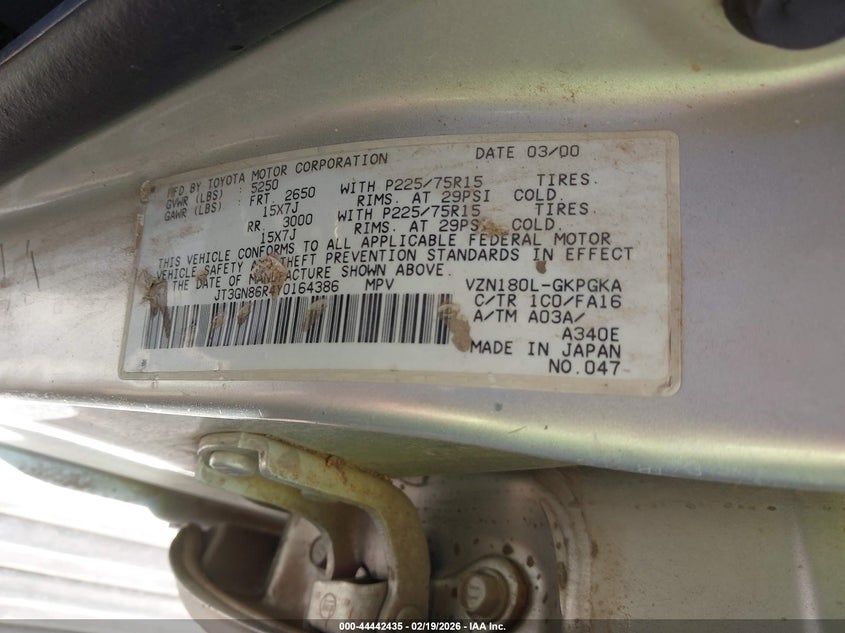 MFD BY TOYOTA MOTOR CORPORATION DATE 03/00
GVWR (LBS) : 5250 WITH P225/75R15 TIRES.
GAWR (LBS) : FRT. 2650 RIMS. AT 29PSI COLD.
15X7J WITH P225/75R15 TIRES.
RR. 3000 RIMS. AT 29PSI COLD.
15X7J
THIS VEHICLE CONFORMS TO ALL APPLICABLE FEDERAL MOTOR
VEHICLE SAFETY AND THEFT PREVENTION STANDARDS IN EFFECT
ON THE DATE OF MANUFACTURE SHOWN ABOVE.
JT3GN86R4Y0164386 MPV VZN180L-GKPGKA
C/TR 1C0/FA16
A/TM A03A/
A340E
MADE IN JAPAN
NO.047
000-44442435 - 02/19/2026 - IAA Inc.